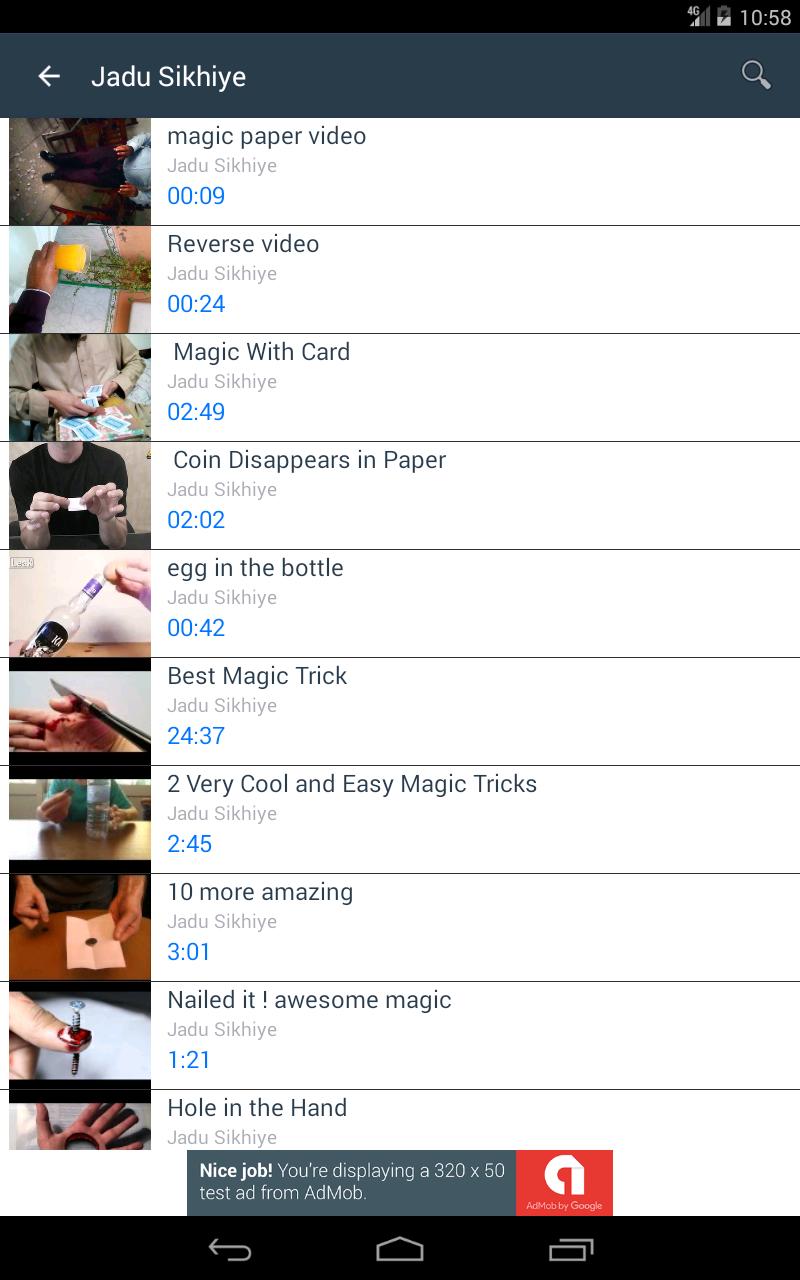 4G 10:58
Jadu Sikhiye
magic paper video
Jadu Sikhiye
00:09
Reverse video
Jadu Sikhiye
00:24
Magic With Card
Jadu Sikhiye
02:49
Coin Disappears in Paper
Jadu Sikhiye
02:02
Leak
egg in the bottle
Jadu Sikhiye
00:42
Best Magic Trick
Jadu Sikhiye
24:37
2 Very Cool and Easy Magic Tricks
Jadu Sikhiye
2:45
10 more amazing
Jadu Sikhiye
3:01
Nailed it ! awesome magic
Jadu Sikhiye
1:21
Hole in the Hand
Jadu Sikhiye
Nice job! You're displaying a 320 x 50
test ad from AdMob.
AdMob by Google